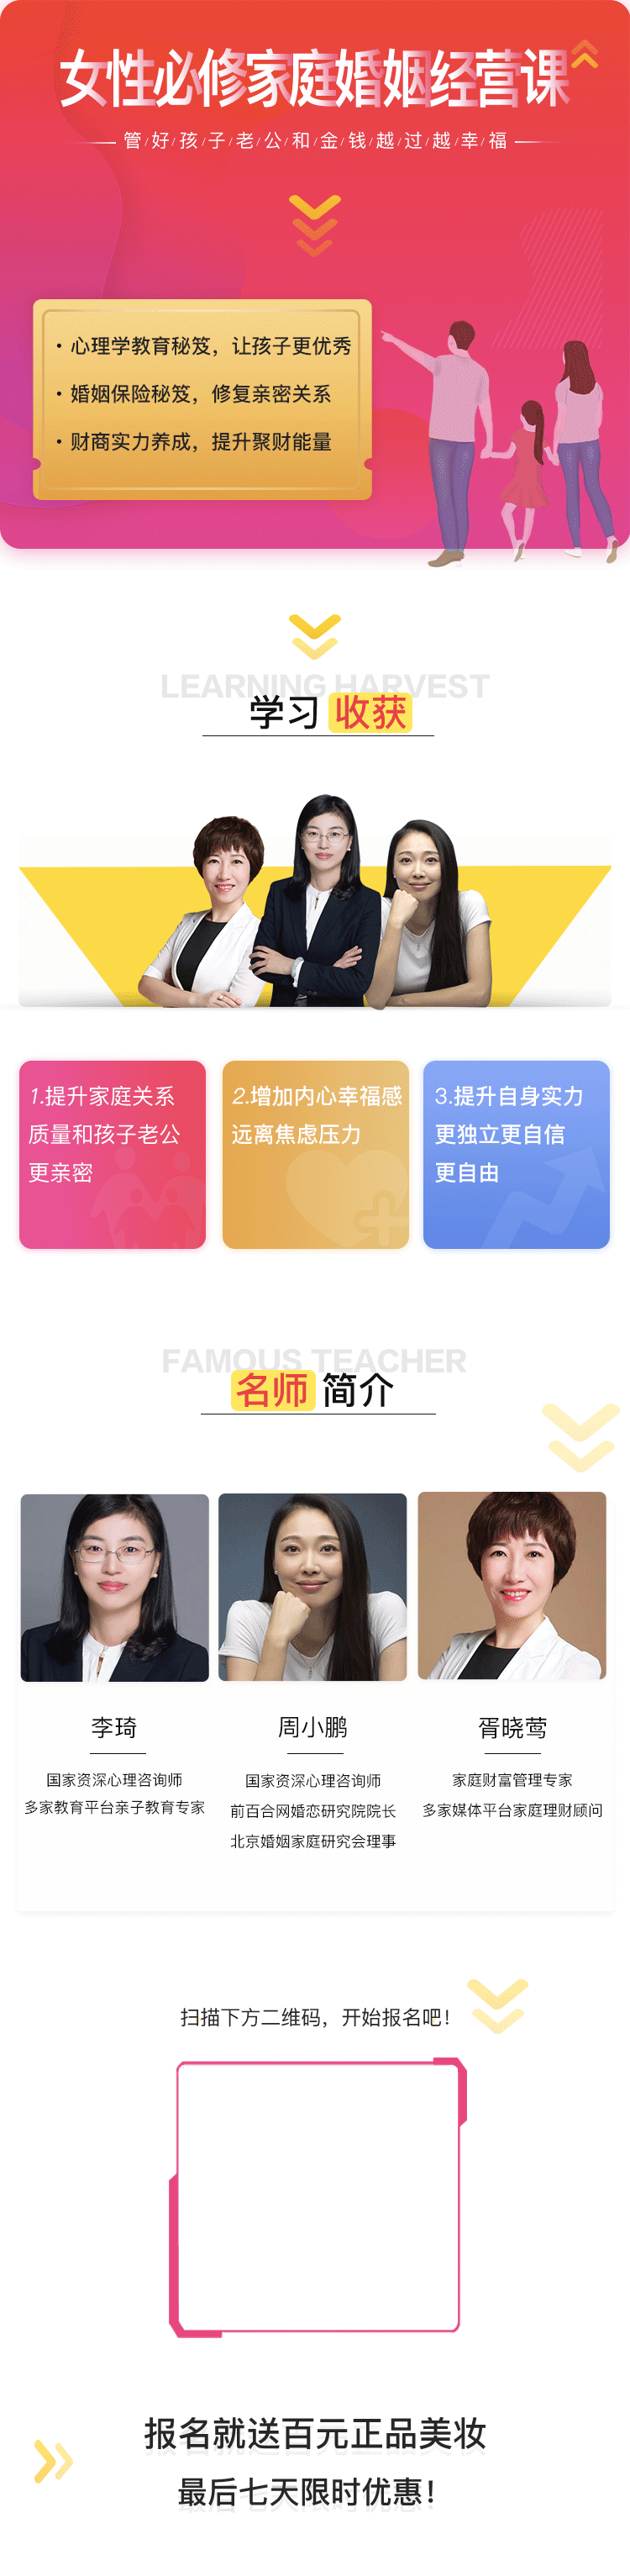 女性必修家庭婚姻经营课
管/好/孩/子/老/公/和/金/钱/越/过/越/幸/福
·心理学教育秘笈，让孩子更优秀
·婚姻保险秘笈，修复亲密关系
·财商实力养成，提升聚财能量
LEARNING HARVEST
学习 收获
1.提升家庭关系
质量和孩子老公
更亲密
2.增加内心幸福感
远离焦虑压力
3.提升自身实力
更独立更自信
更自由
FAMOUS TEACHER
名师 简介
李琦
国家资深心理咨询师
多家教育平台亲子教育专家
周小鹏
国家资深心理咨询师
前百合网婚恋研究院院长
北京婚姻家庭研究会理事
胥晓莺
家庭财富管理专家
多家媒体平台家庭理财顾问
扫描下方二维码，开始报名吧！
报名就送百元正品美妆
最后七天限时优惠！